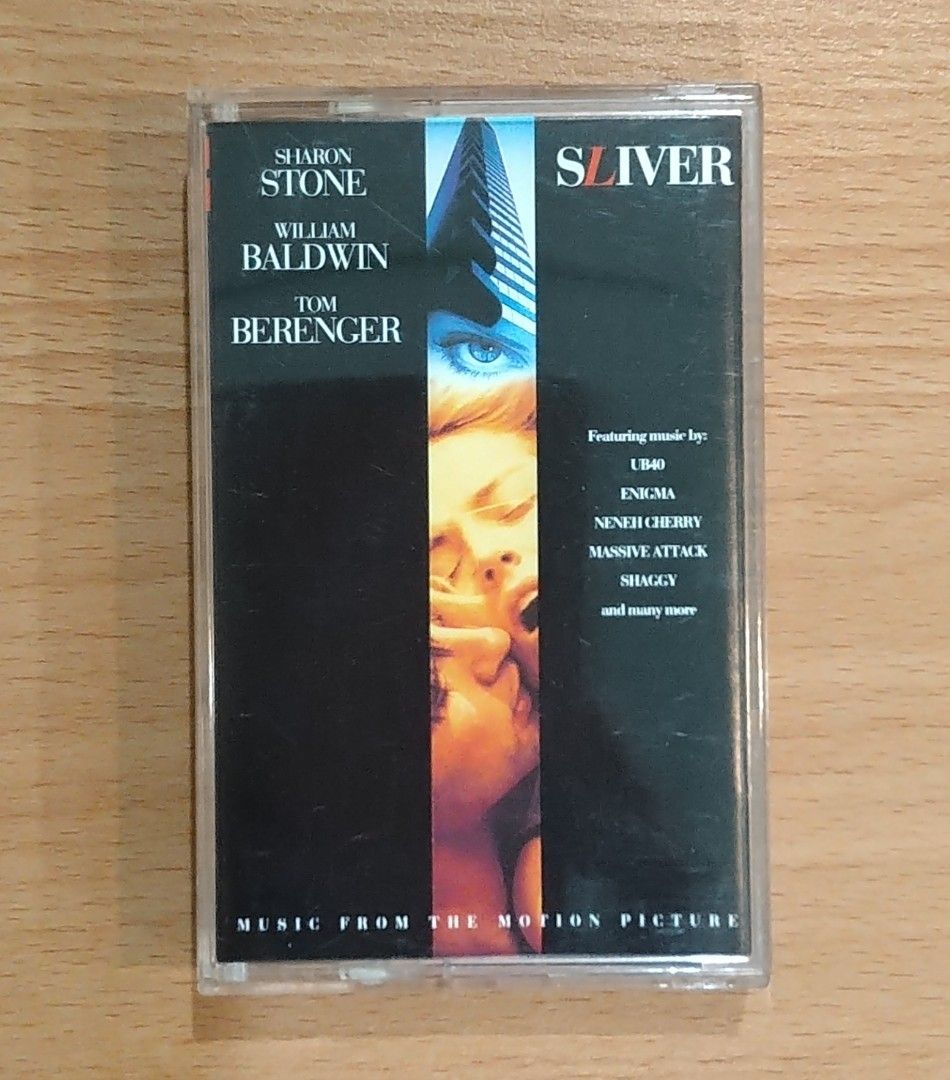 SHARON
STONE
WILLIAM
BALDWIN
TOM
BERENGER
SLIVER
Featuring music by:
UB40
ENIGMA
NENEH CHERRY
MASSIVE ATTACK
SHAGGY
and many more
MUSIC FROM THE MOTION PICTURE